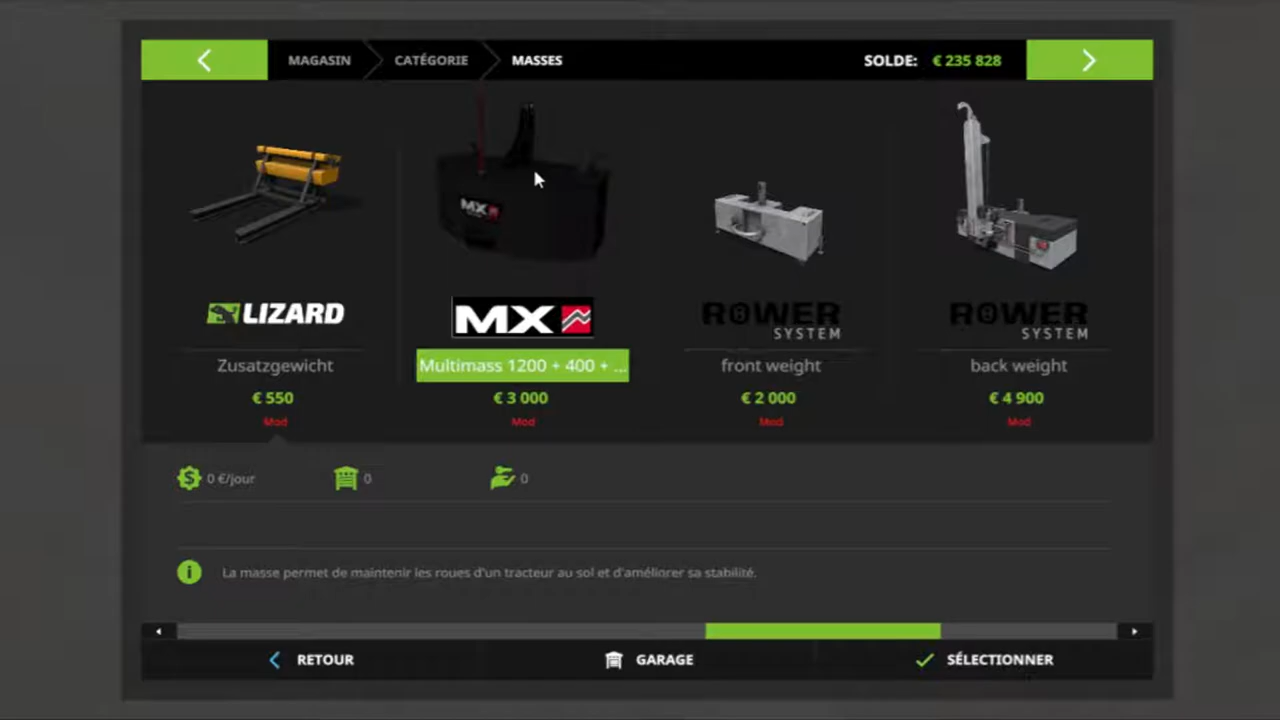 MAGASIN CATÉGORIE MASSES SOLDE: € 235 828
MX
LIZARD MX ROWER SYSTEM ROWER SYSTEM
Zusatzgewicht Multimass 1200 + 400 + ... front weight back weight
€ 550 € 3 000 € 2 000 € 4 900
Mod Mod Mod Mod
0 €/jour 0 0
La masse permet de maintenir les roues d'un tracteur au sol et d'améliorer sa stabilité.
RETOUR GARAGE SÉLECTIONNER